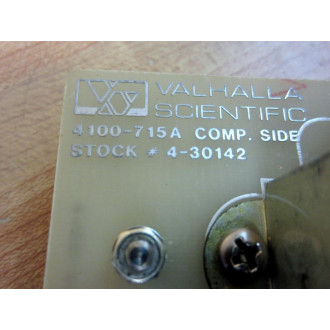 VALHALLA
SCIENTIFIC
4100-715A COMP. SIDE
STOCK # 4-30142